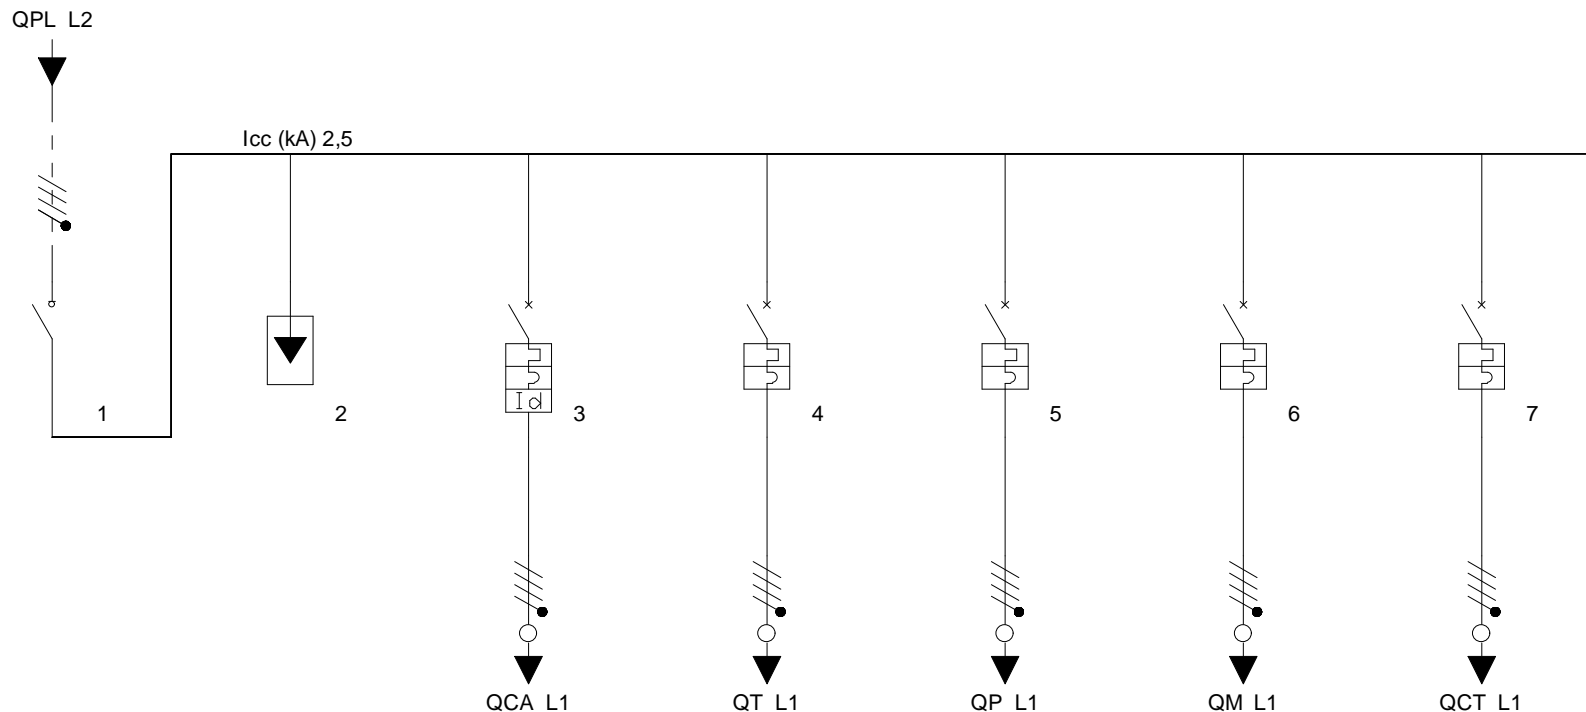 QPL L2
Icc (kA) 2,5
Id
1 2 3 4 5 6 7
QCA L1 QT L1 QP L1 QM L1 QCT L1